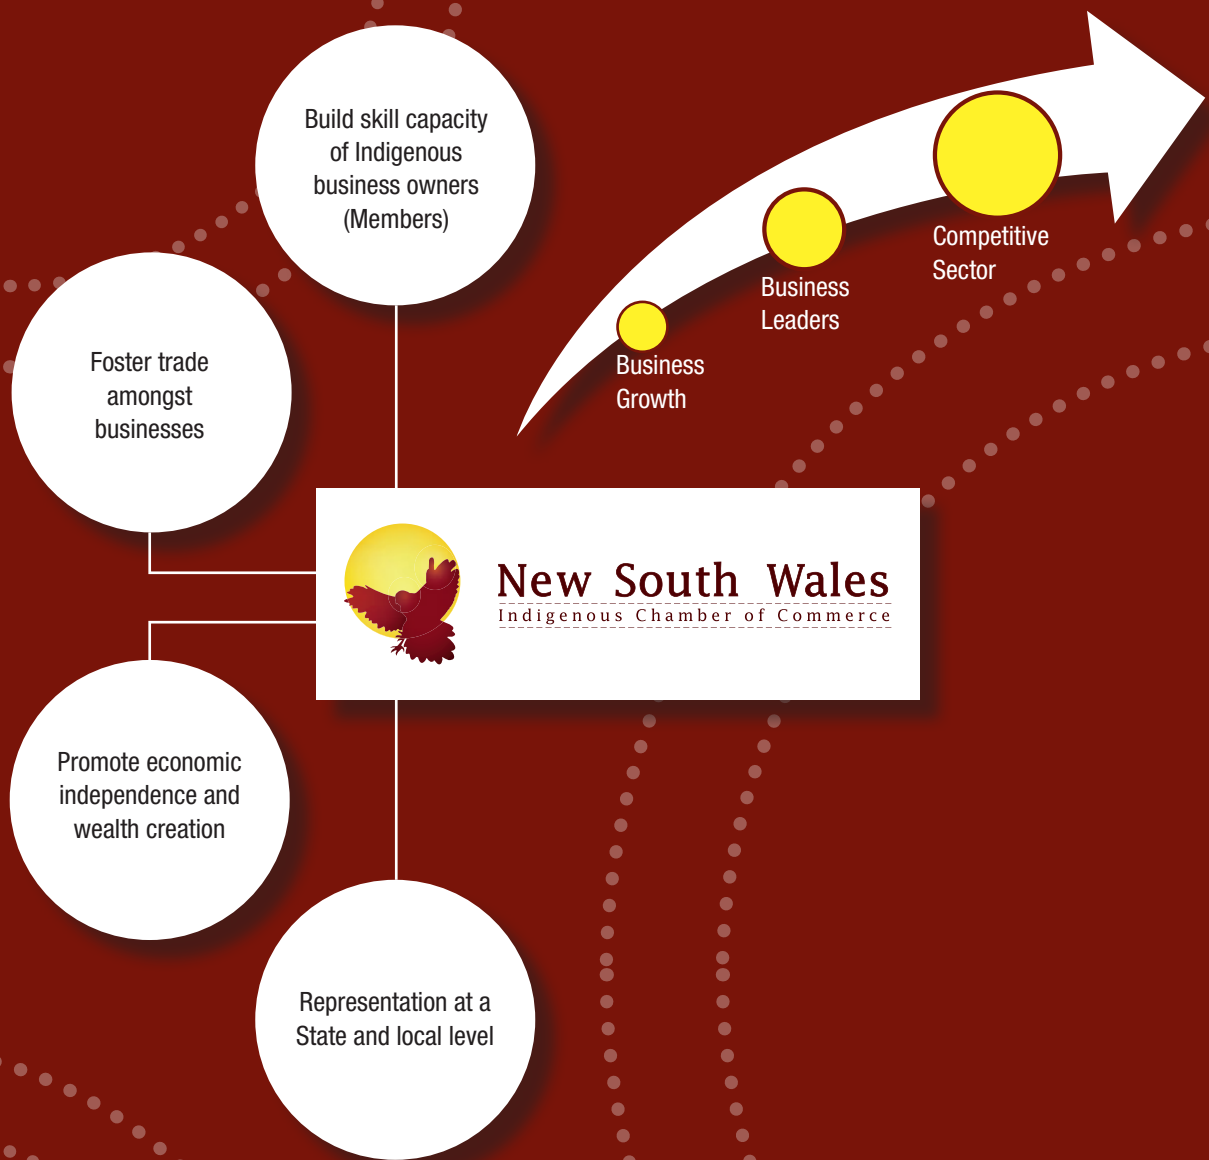 Build skill capacity
of Indigenous
business owners
(Members)
Foster trade
amongst
businesses
Business
Growth
Business
Leaders
Competitive
Sector
New South Wales
Indigenous Chamber of Commerce
Promote economic
independence and
wealth creation
Representation at a
State and local level